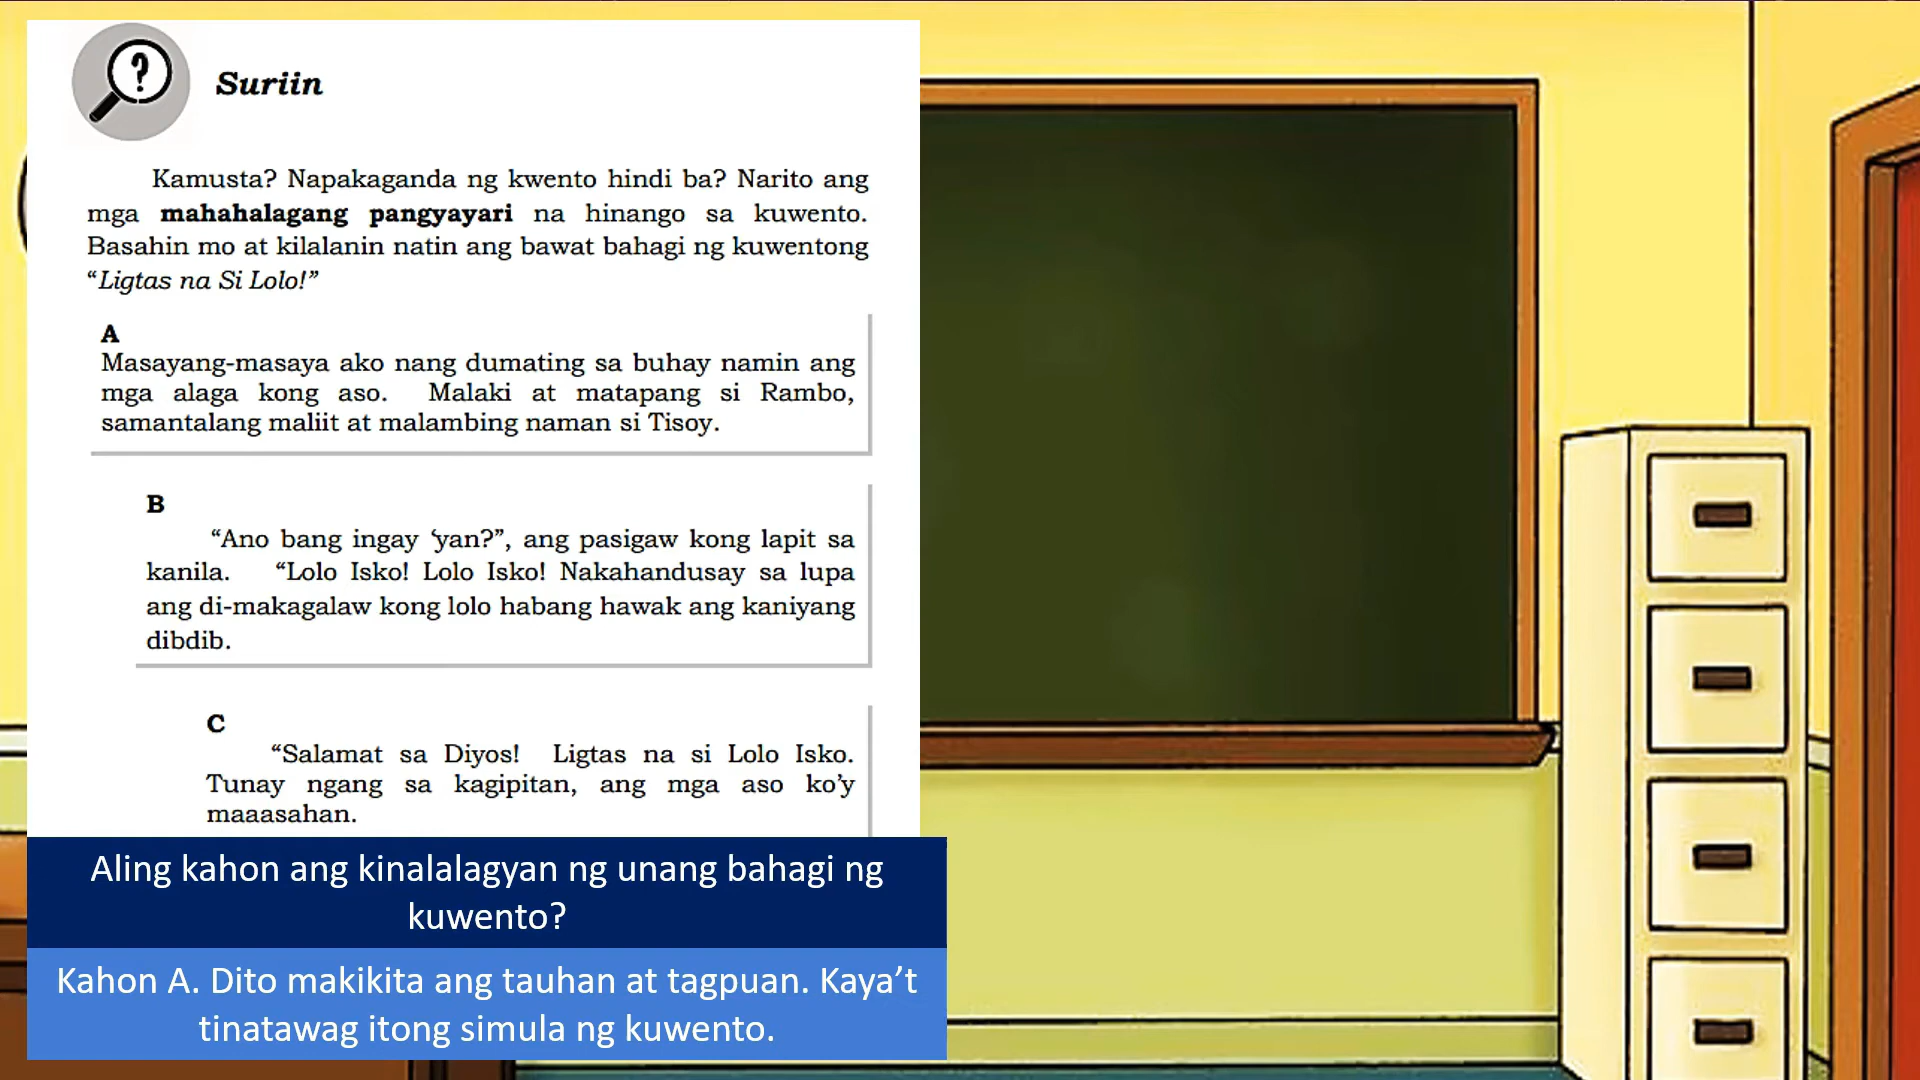 Suriin
Kamusta? Napakaganda ng kwento hindi ba? Narito ang
mga mahahalagang pangyayari na hinango sa kuwento.
Basahin mo at kilalanin natin ang bawat bahagi ng kuwentong
“Ligtas na Si Lolo!”
A
Masayang-masaya ako nang dumating sa buhay namin ang
mga alaga kong aso. Malaki at matapang si Rambo,
samantalang maliit at malambing naman si Tisoy.
B
“Ano bang ingay ‘yan?”, ang pasigaw kong lapit sa
kanila. “Lolo Isko! Lolo Isko! Nakahandusay sa lupa
ang di-makagalaw kong lolo habang hawak ang kaniyang
dibdib.
C
“Salamat sa Diyos! Ligtas na si Lolo Isko.
Tunay ngang sa kagipitan, ang mga aso ko’y
maaasahan.
Aling kahon ang kinalalagyan ng unang bahagi ng
kuwento?
Kahon A. Dito makikita ang tauhan at tagpuan. Kaya’t
tinatawag itong simula ng kuwento.